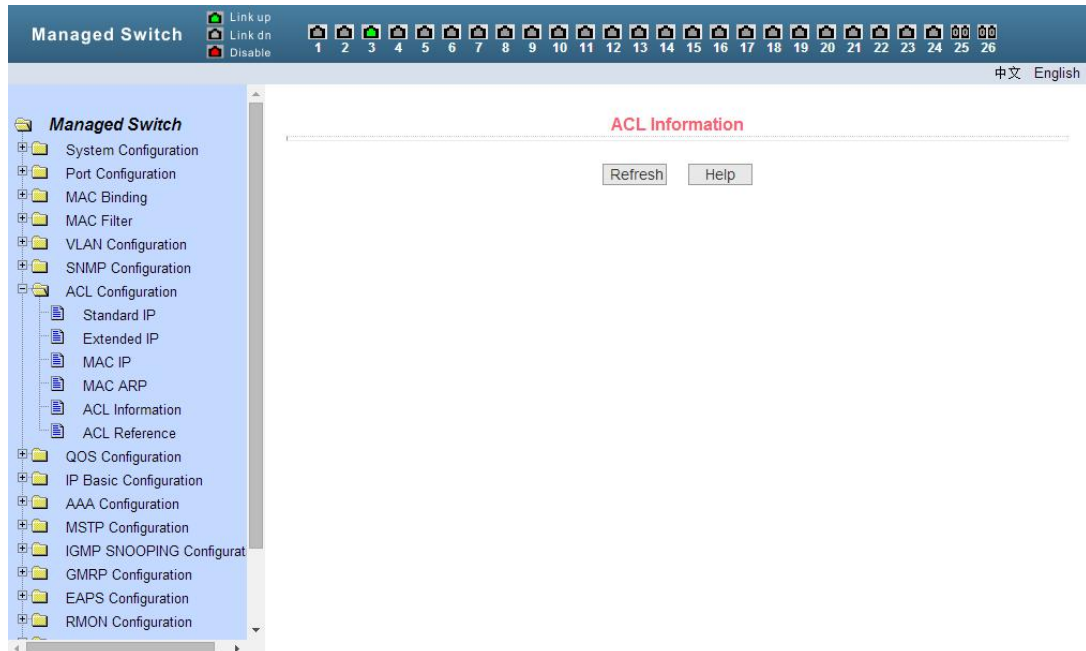 Managed Switch
Link up
Link dn
Disable
1 2 3 4 5 6 7 8 9 10 11 12 13 14 15 16 17 18 19 20 21 22 23 24 25 26
中文 English
Managed Switch
System Configuration
Port Configuration
MAC Binding
MAC Filter
VLAN Configuration
SNMP Configuration
ACL Configuration
Standard IP
Extended IP
MAC IP
MAC ARP
ACL Information
ACL Reference
QOS Configuration
IP Basic Configuration
AAA Configuration
MSTP Configuration
IGMP SNOOPING Configurat
GMRP Configuration
EAPS Configuration
RMON Configuration
ACL Information
Refresh Help